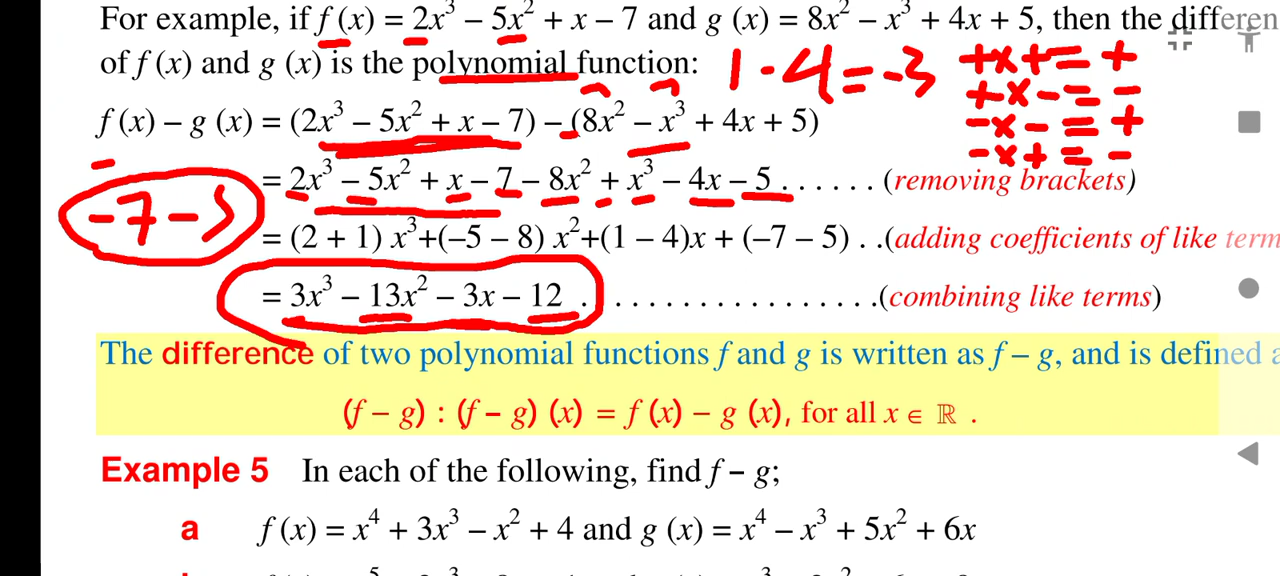 For example, if f (x) = 2x³ − 5x² + x − 7 and g (x) = 8x² − x³ + 4x + 5, then the differen
of f (x) and g (x) is the polynomial function: 1 - 4 = -3
+ x + = +
+ x - = -
- x - = +
- x + = -
f (x) − g (x) = (2x³ − 5x² + x − 7) − (8x² − x³ + 4x + 5)
= 2x³ − 5x² + x − 7 − 8x² + x³ − 4x − 5 . . . . . . (removing brackets)
-7-5
= (2 + 1) x³+(–5 – 8) x²+(1 – 4)x + (–7 – 5) . .(adding coefficients of like term
= 3x³ – 13x² – 3x – 12 . . . . . . . . . . . . . . . . . .(combining like terms)
The difference of two polynomial functions f and g is written as f – g, and is defined a
(f – g) : (f – g) (x) = f (x) – g (x), for all x ∈ ℝ .
Example 5 In each of the following, find f – g;
a f (x) = x⁴ + 3x³ – x² + 4 and g (x) = x⁴ – x³ + 5x² + 6x